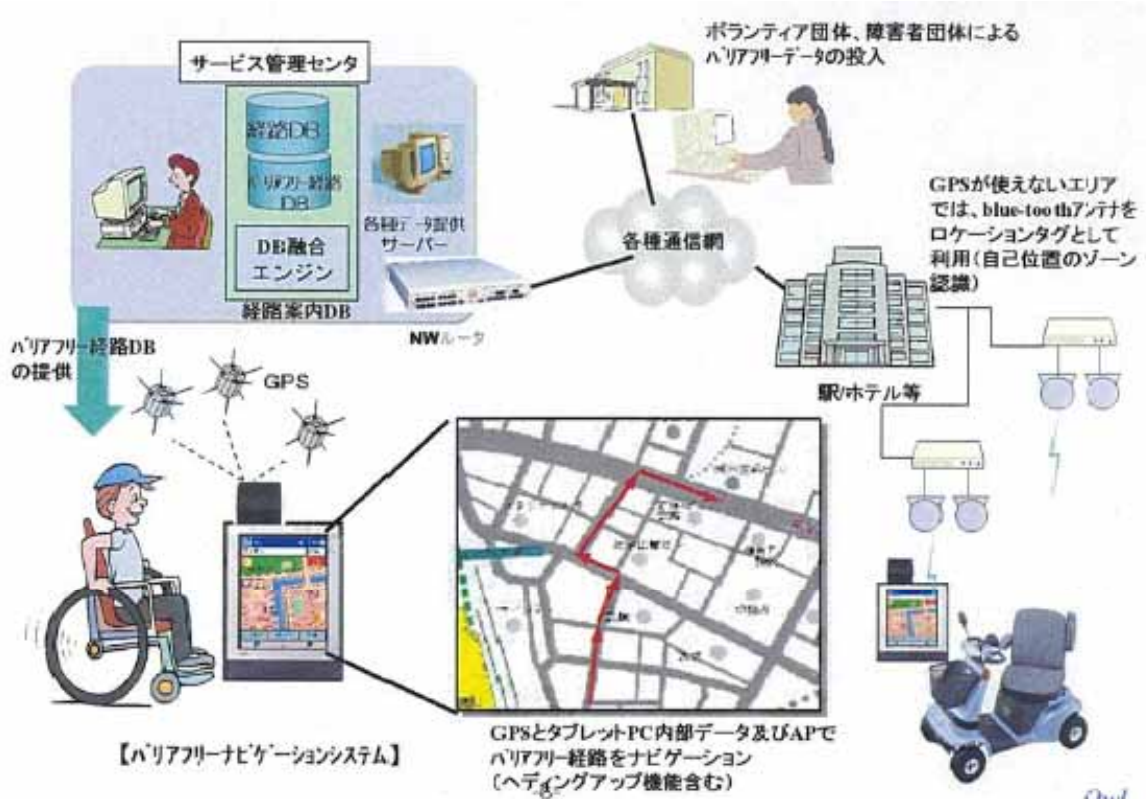 ボランティア団体、障害者団体による
バリアフリーデータの投入
サービス管理センタ
経路DB
バリアフリー経路
DB
DB融合
エンジン
経路案内DB
各種データ提供
サーバー
NWルータ
各種通信網
GPSが使えないエリア
では、blue-toothアンテナを
ロケーションタグとして
利用(自己位置のゾーン
認識)
バリアフリー経路DB
の提供
GPS
駅/ホテル等
GPSとタブレットPC内部データ及びAPで
バリアフリー経路をナビゲーション
(ヘディングアップ機能含む)
【バリアフリーナビゲーションシステム】
-8-